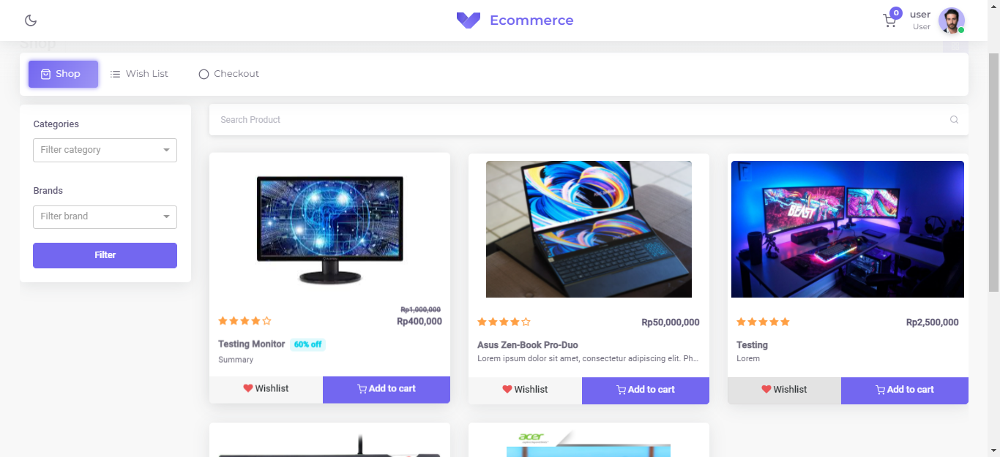 Ecommerce
0
user
User
Shop
Shop
Wish List
Checkout
Categories
Filter category
Brands
Filter brand
Filter
Search Product
Rp1,000,000
Rp400,000
Testing Monitor 60% off
Summary
Wishlist
Add to cart
Rp50,000,000
Asus Zen-Book Pro-Duo
Lorem ipsum dolor sit amet, consectetur adipiscing elit. Ph...
Wishlist
Add to cart
BEAST
Rp2,500,000
Testing
Lorem
Wishlist
Add to cart
acer